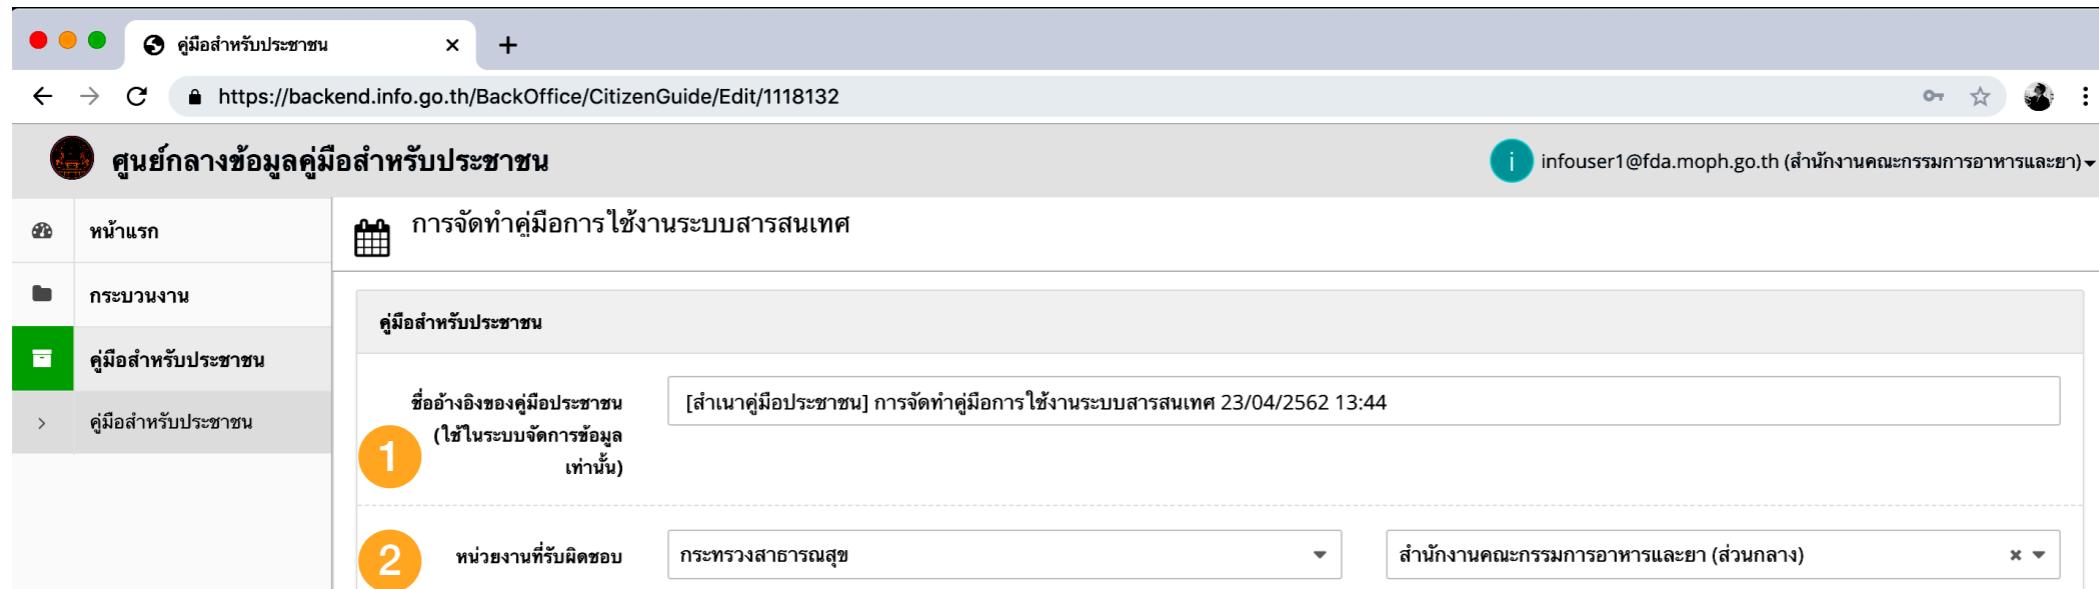 คู่มือสำหรับประชาชน
https://backend.info.go.th/BackOffice/CitizenGuide/Edit/1118132
ศูนย์กลางข้อมูลคู่มือสำหรับประชาชน
i infouser1@fda.moph.go.th (สำนักงานคณะกรรมการอาหารและยา)
หน้าแรก
การจัดทำคู่มือการใช้งานระบบสารสนเทศ
กระบวนงาน
คู่มือสำหรับประชาชน
คู่มือสำหรับประชาชน
คู่มือสำหรับประชาชน
ชื่ออ้างอิงของคู่มือประชาชน
(ใช้ในระบบจัดการข้อมูล
เท่านั้น)
[สำเนาคู่มือประชาชน] การจัดทำคู่มือการใช้งานระบบสารสนเทศ 23/04/2562 13:44
1
2
หน่วยงานที่รับผิดชอบ
กระทรวงสาธารณสุข
สำนักงานคณะกรรมการอาหารและยา (ส่วนกลาง)